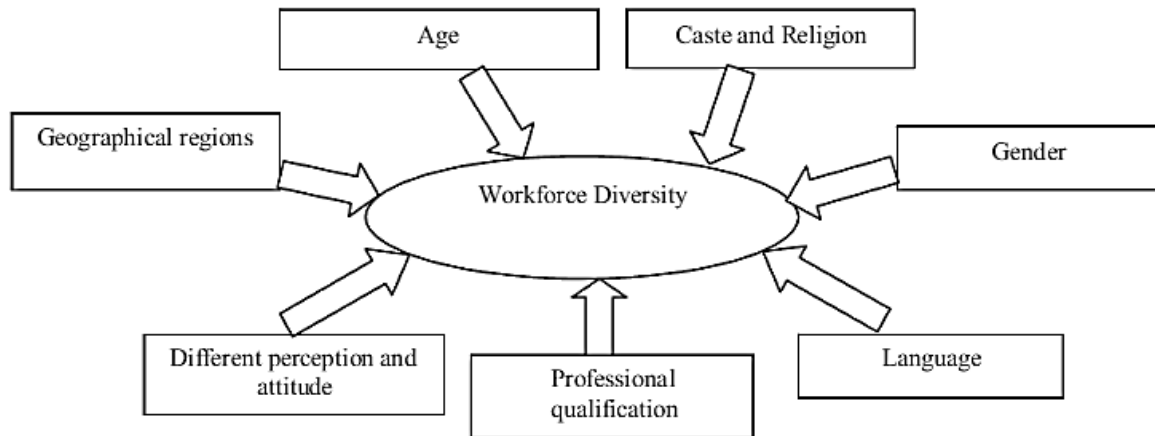 Age
Caste and Religion
Geographical regions
Gender
Workforce Diversity
Different perception and
attitude
Professional
qualification
Language